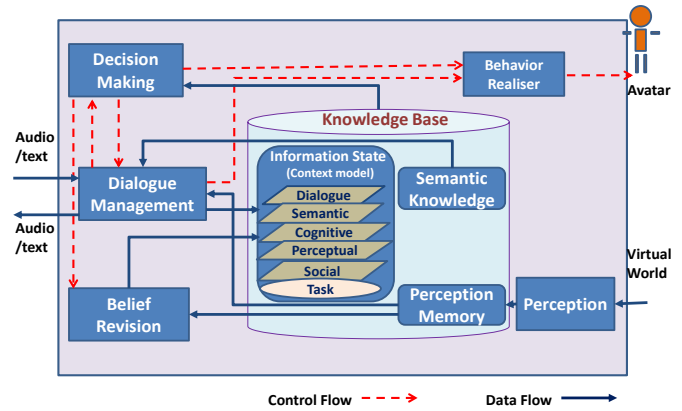 Decision
Making
Behavior
Realiser
Avatar
Knowledge Base
Audio
/text
Information State
(Context model)
Dialogue
Management
Semantic
Knowledge
Dialogue
Semantic
Cognitive
Perceptual
Social
Task
Audio
/text
Virtual
World
Belief
Revision
Perception
Memory
Perception
Control Flow
Data Flow